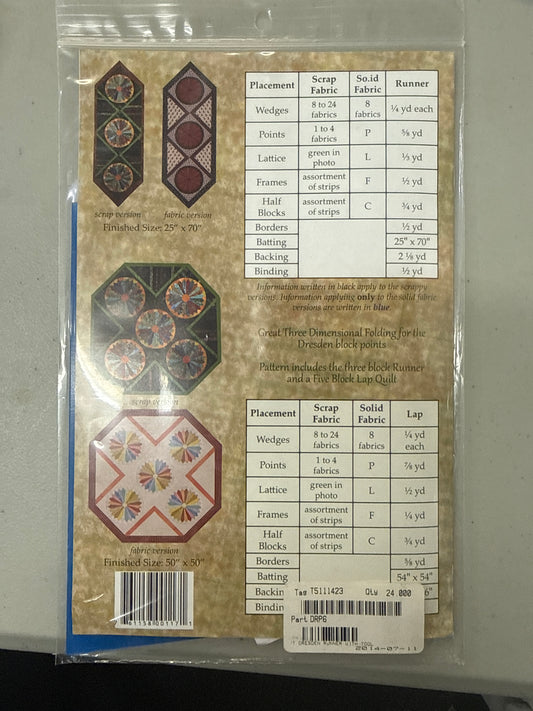 Placement Scrap Fabric So.id Fabric Runner
Wedges 8 to 24 fabrics 8 fabrics ¼ yd each
Points 1 to 4 fabrics P ⅝ yd
Lattice green in photo L ⅓ yd
Frames assortment of strips F ½ yd
Half Blocks assortment of strips C ¾ yd
Borders ½ yd
Batting 25" x 70"
Backing 2 ⅛ yd
Binding ½ yd
scrap version fabric version
Finished Size: 25" x 70"
Information written in black apply to the scrappy
versions. Information applying only to the solid fabric
versions are written in blue.
Great Three Dimensional Folding for the
Dresden block points
Pattern includes the three block Runner
and a Five Block Lap Quilt
scrap version
Placement Scrap Fabric Solid Fabric Lap
Wedges 8 to 24 fabrics 8 fabrics ¼ yd each
Points 1 to 4 fabrics P ⅞ yd
Lattice green in photo L ½ yd
Frames assortment of strips F ¼ yd
Half Blocks assortment of strips C ¾ yd
Borders ⅝ yd
Batting 54" x 54"
Backing
Binding
fabric version
Finished Size: 50" x 50"
Tag T5111423 Qty 24.000
Part DRPG
DRESDEN RUNNER WITH TOOL
2014-07-11